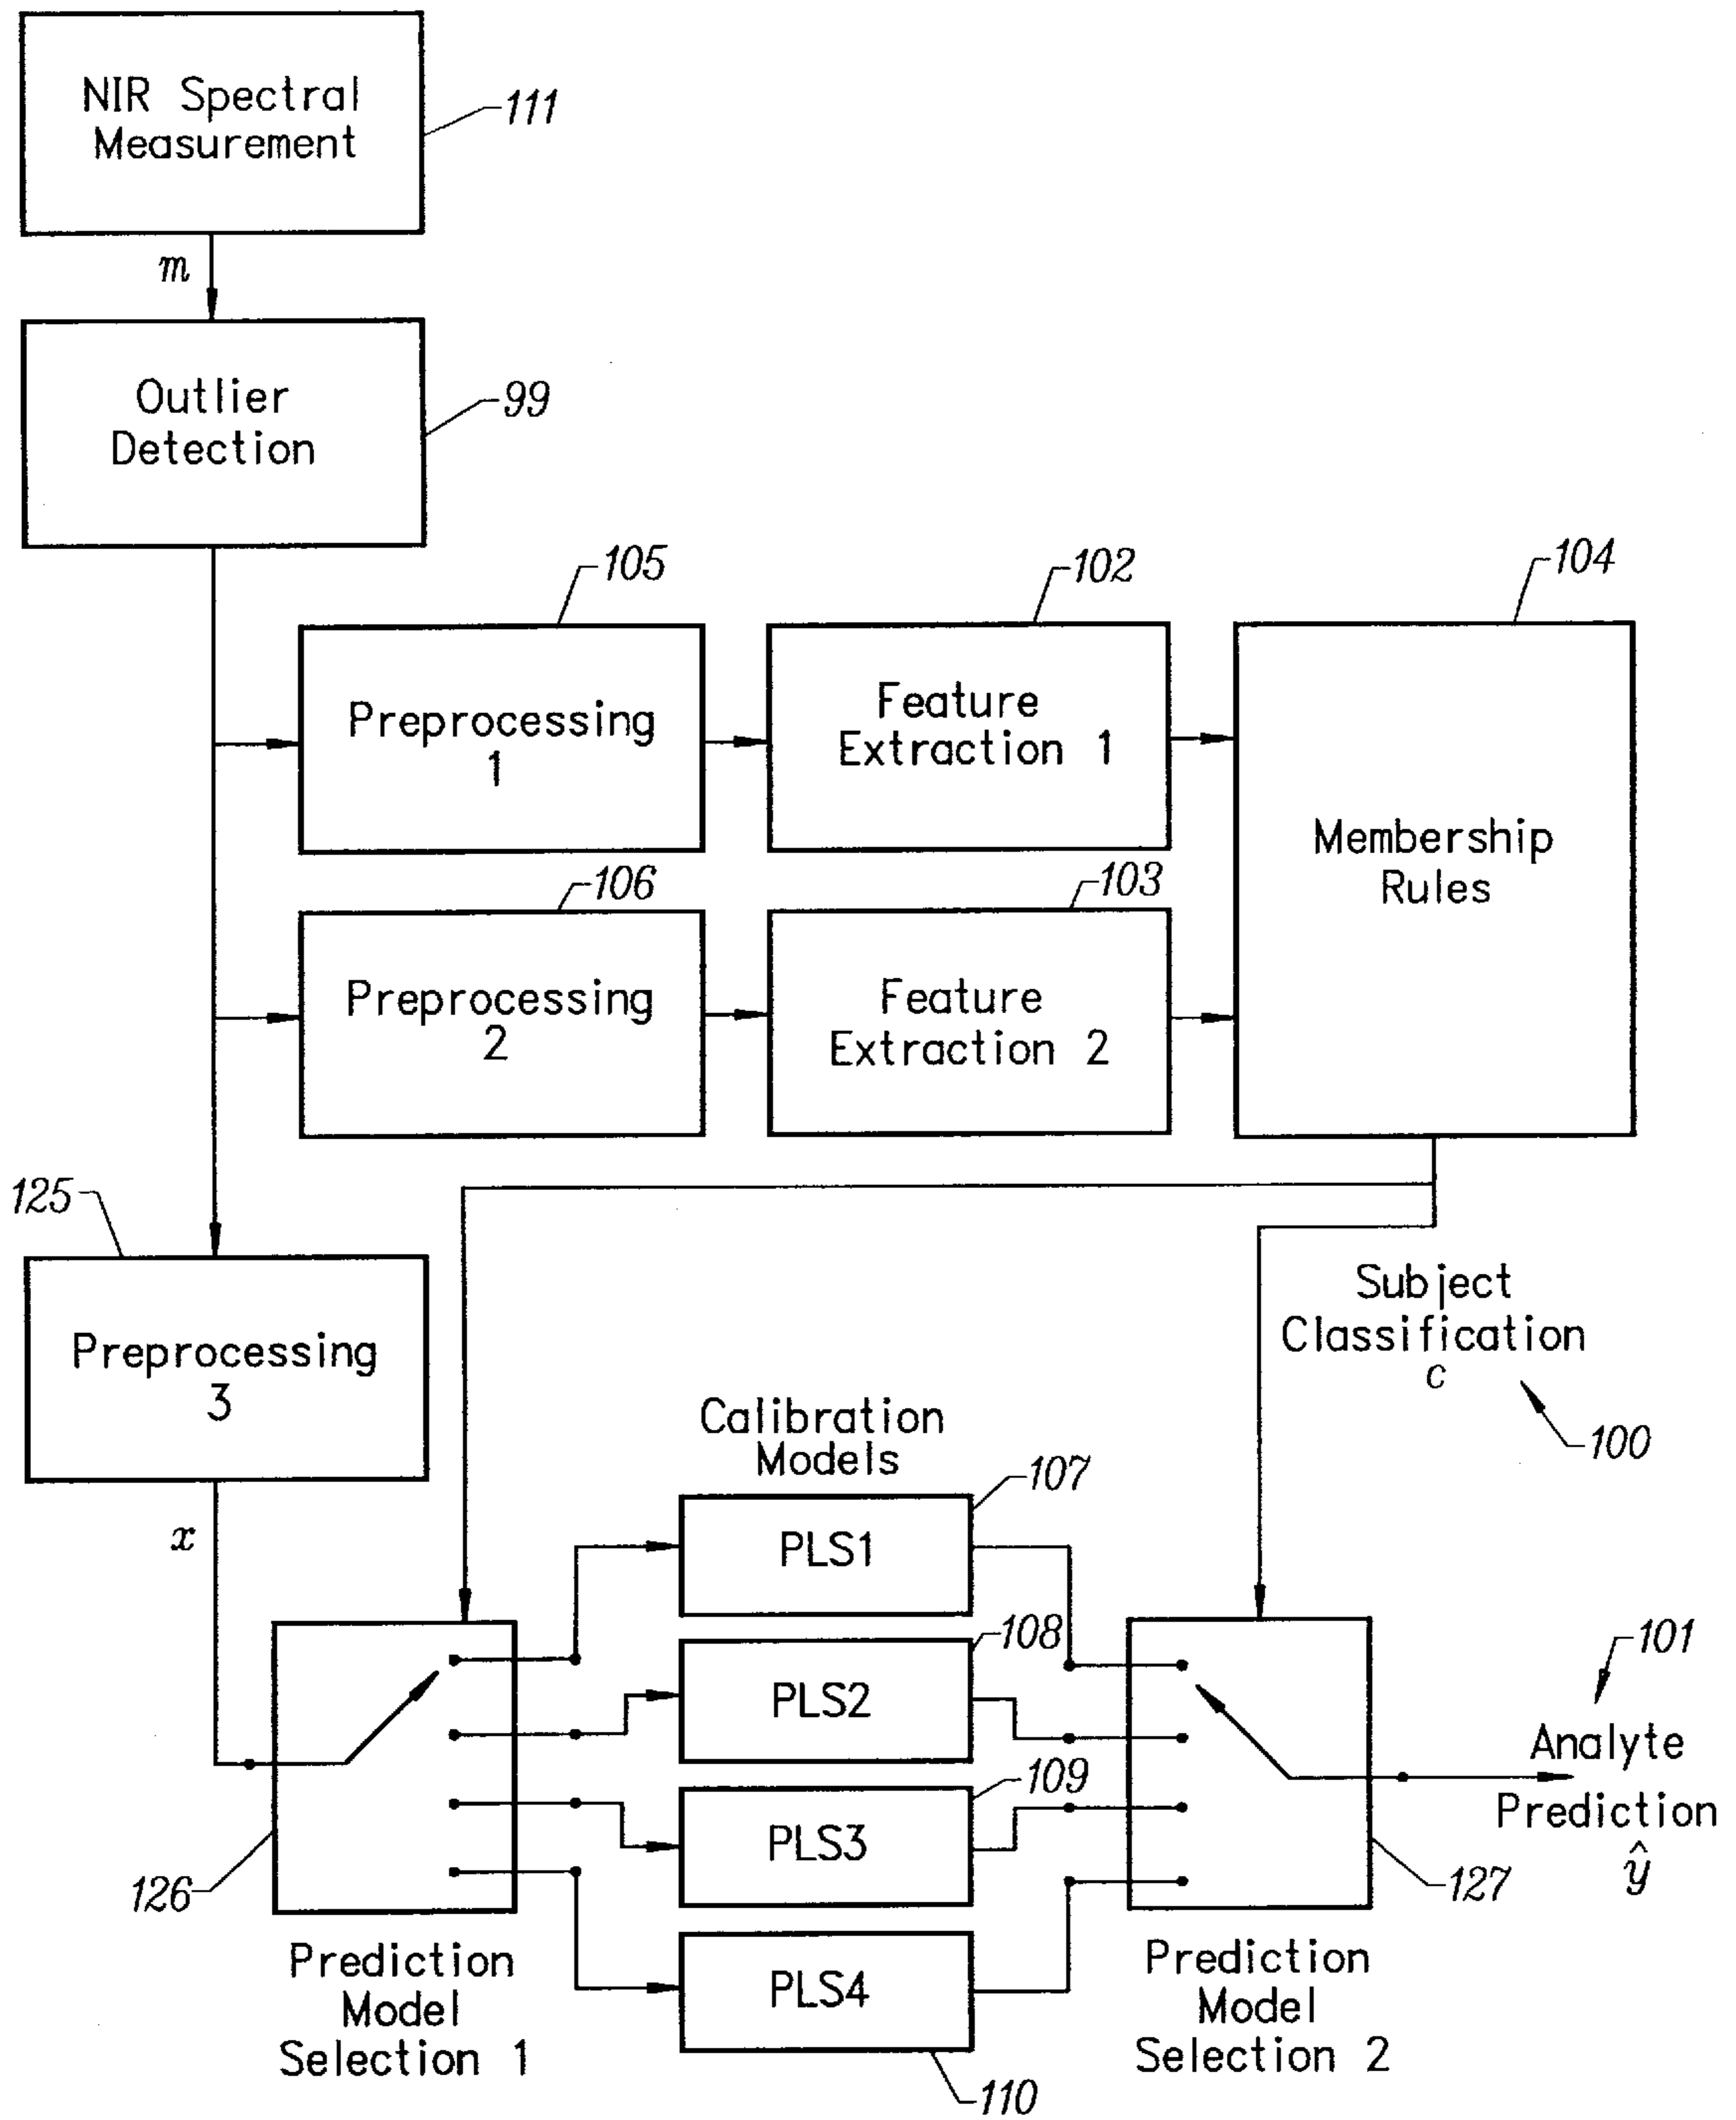 NIR Spectral
Measurement
111
m
Outlier
Detection
99
105
102
104
Preprocessing
1
Feature
Extraction 1
Membership
Rules
106
103
Preprocessing
2
Feature
Extraction 2
125
Preprocessing
3
Subject
Classification
c
100
Calibration
Models
107
x
PLS1
108
PLS2
101
Analyte
Prediction
ŷ
109
PLS3
126
127
Prediction
Model
Selection 1
PLS4
110
Prediction
Model
Selection 2